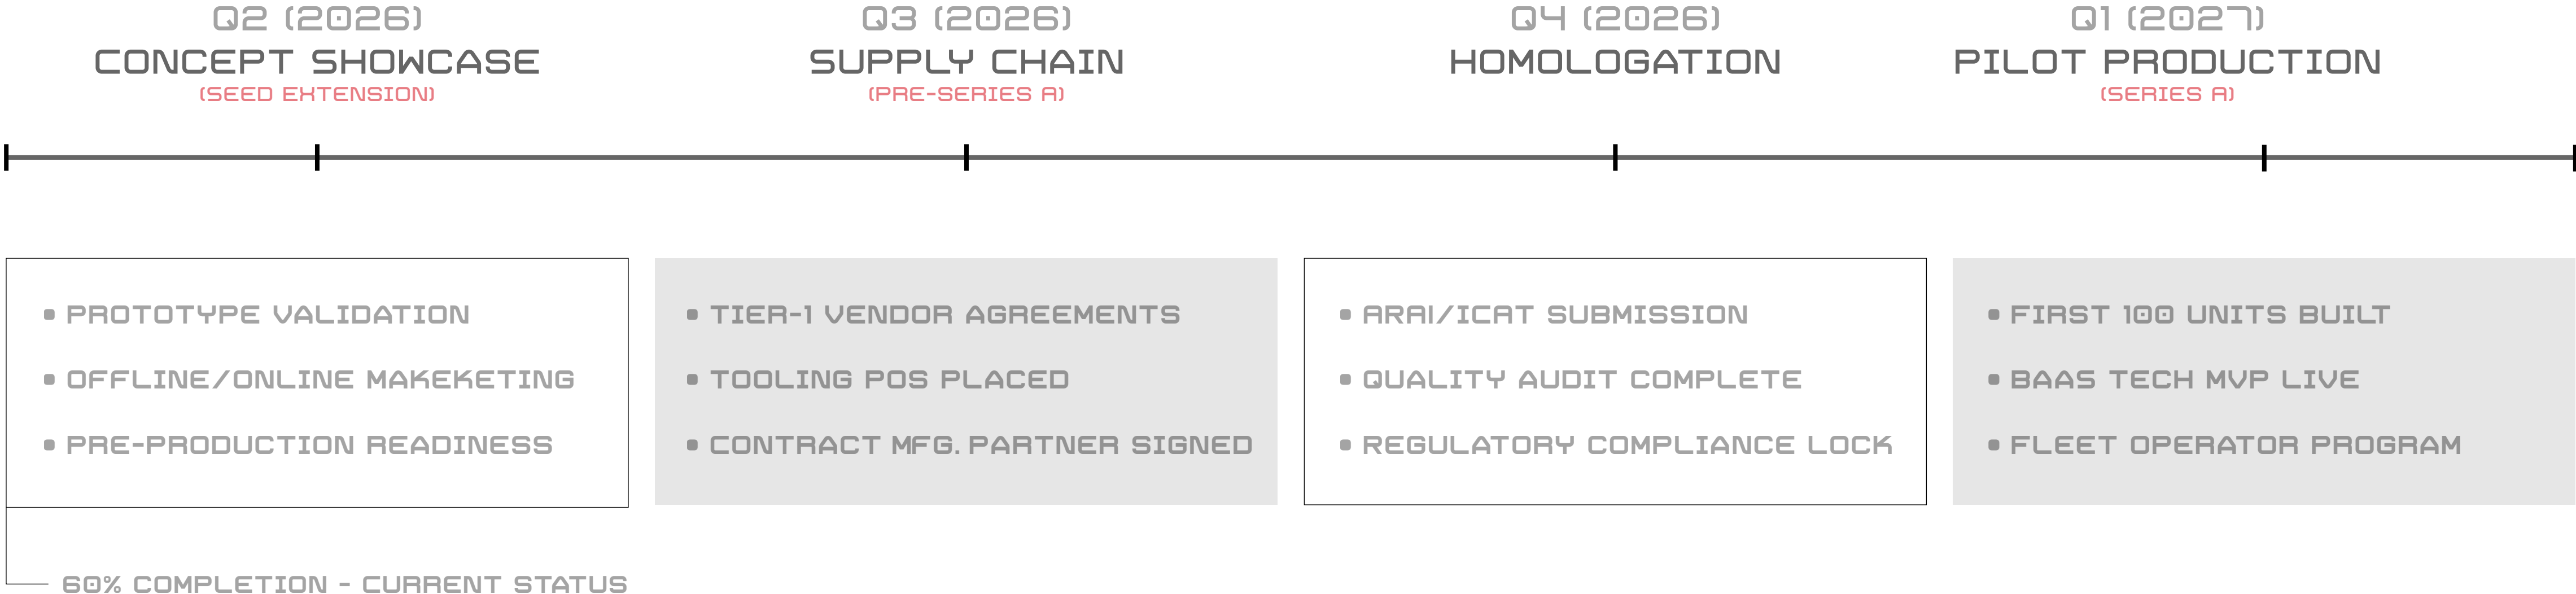 Q2 (2026)
CONCEPT SHOWCASE
(SEED EXTENSION)
Q3 (2026)
SUPPLY CHAIN
(PRE-SERIES A)
Q4 (2026)
HOMOLOGATION
Q1 (2027)
PILOT PRODUCTION
(SERIES A)
▪ PROTOTYPE VALIDATION
▪ OFFLINE/ONLINE MAKEKETING
▪ PRE-PRODUCTION READINESS
▪ TIER-1 VENDOR AGREEMENTS
▪ TOOLING POS PLACED
▪ CONTRACT MFG. PARTNER SIGNED
▪ ARAI/ICAT SUBMISSION
▪ QUALITY AUDIT COMPLETE
▪ REGULATORY COMPLIANCE LOCK
▪ FIRST 100 UNITS BUILT
▪ BAAS TECH MVP LIVE
▪ FLEET OPERATOR PROGRAM
60% COMPLETION - CURRENT STATUS